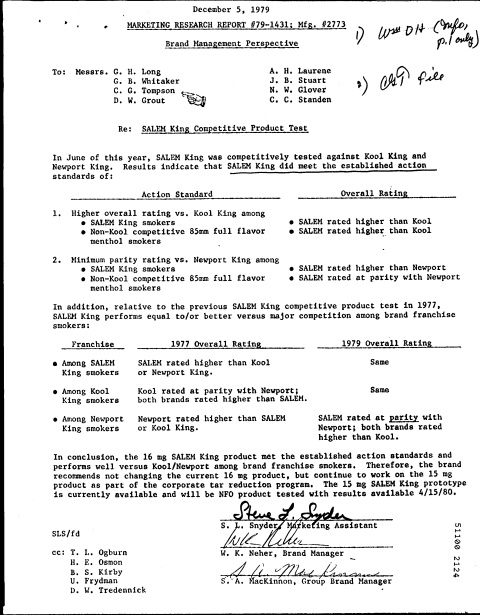 December 5, 1979
MARKETING RESEARCH REPORT #79-1431; Mfg. #2773
Brand Management Perspective
1) DH (info,
p. 1 only)
2) file
To: Messrs. G. H. Long A. H. Laurene
G. B. Whitaker J. B. Stuart
C. G. Tompson N. W. Glover
D. W. Grout C. C. Standen
Re: SALEM King Competitive Product Test
In June of this year, SALEM King was competitively tested against Kool King and
Newport King. Results indicate that SALEM King did meet the established action
standards of:
Action Standard Overall Rating
1. Higher overall rating vs. Kool King among
● SALEM King smokers ● SALEM rated higher than Kool
● Non-Kool competitive 85mm full flavor ● SALEM rated higher than Kool
menthol smokers
2. Minimum parity rating vs. Newport King among
● SALEM King smokers ● SALEM rated higher than Newport
● Non-Kool competitive 85mm full flavor ● SALEM rated at parity with Newport
menthol smokers
In addition, relative to the previous SALEM King competitive product test in 1977,
SALEM King performs equal to/or better versus major competition among brand franchise
smokers:
Franchise 1977 Overall Rating 1979 Overall Rating
● Among SALEM SALEM rated higher than Kool Same
King smokers or Newport King.
● Among Kool Kool rated at parity with Newport; Same
King smokers both brands rated higher than SALEM.
● Among Newport Newport rated higher than SALEM SALEM rated at parity with
King smokers or Kool King. Newport; both brands rated
higher than Kool.
In conclusion, the 16 mg SALEM King product met the established action standards and
performs well versus Kool/Newport among brand franchise smokers. Therefore, the brand
recommends not changing the current 16 mg product, but continue to work on the 15 mg
product as part of the corporate tar reduction program. The 15 mg SALEM King prototype
is currently available and will be NFO product tested with results available 4/15/80.
Steve L. Snyder
S. L. Snyder, Marketing Assistant
SLS/fd
WK Neher
W. K. Neher, Brand Manager
cc: T. L. Ogburn
H. E. Osmon
S. A. MacKinnon
S. A. MacKinnon, Group Brand Manager
B. S. Kirby
U. Frydman
D. W. Tredennick
51100 2124